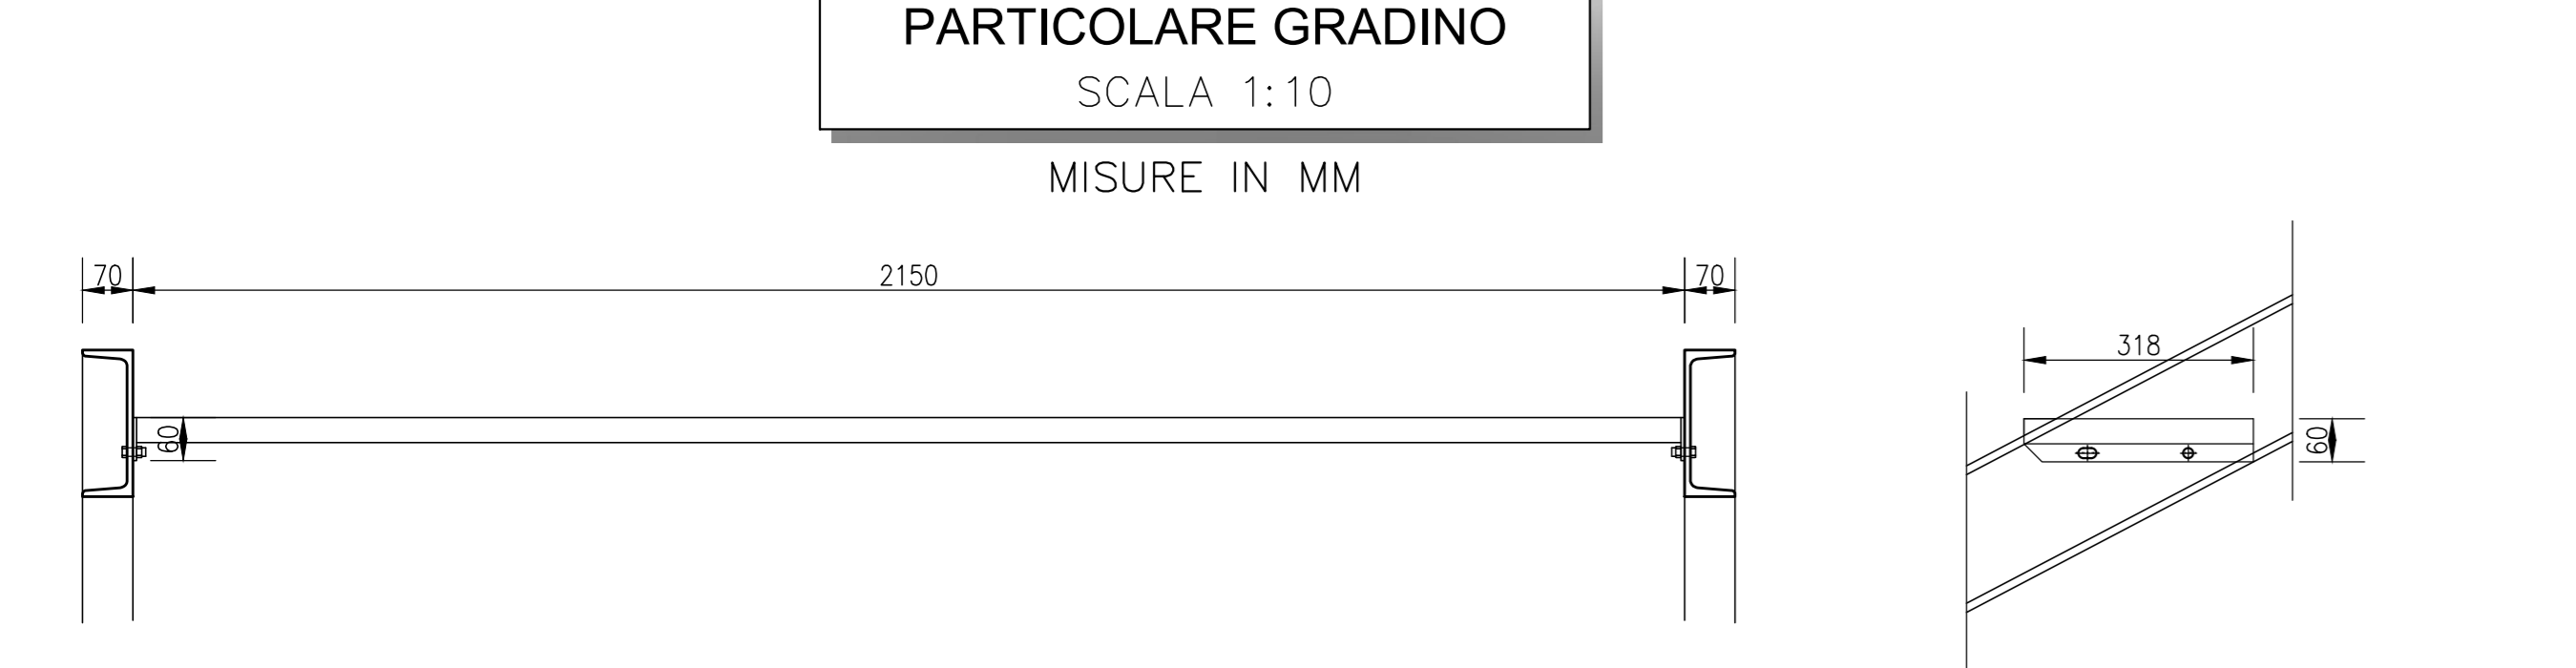 PARTICOLARE GRADINO
SCALA 1:10
MISURE IN MM
70
2150
70
318
60
60